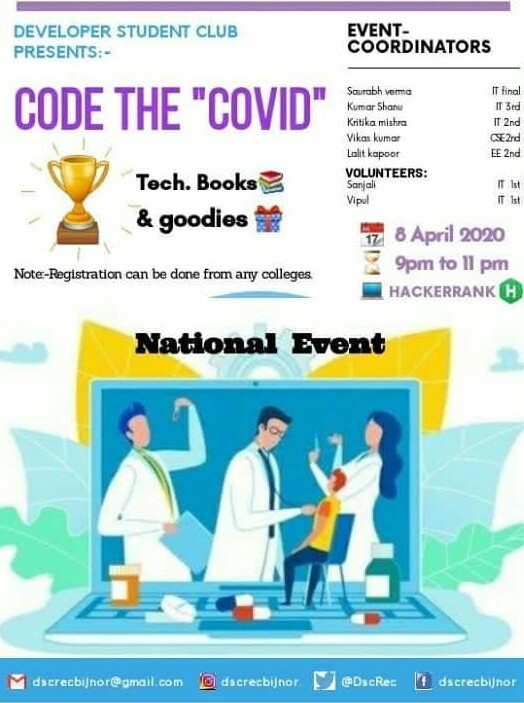 DEVELOPER STUDENT CLUB
PRESENTS:-
CODE THE "COVID"
Tech. Books
& goodies
Note:-Registration can be done from any colleges.
EVENT-
COORDINATORS
Saurabh verma IT final
Kumar Shanu IT 3rd
Kritika mishra IT 2nd
Vikas kumar CSE2nd
Lalit kapoor EE 2nd
VOLUNTEERS:
Sanjali IT 1st
Vipul IT 1st
17
8 April 2020
9pm to 11 pm
HACKERRANK H
National Event
dscrecbijnor@gmail.com dscrecbijnor. @DscRec dscrecbijnor